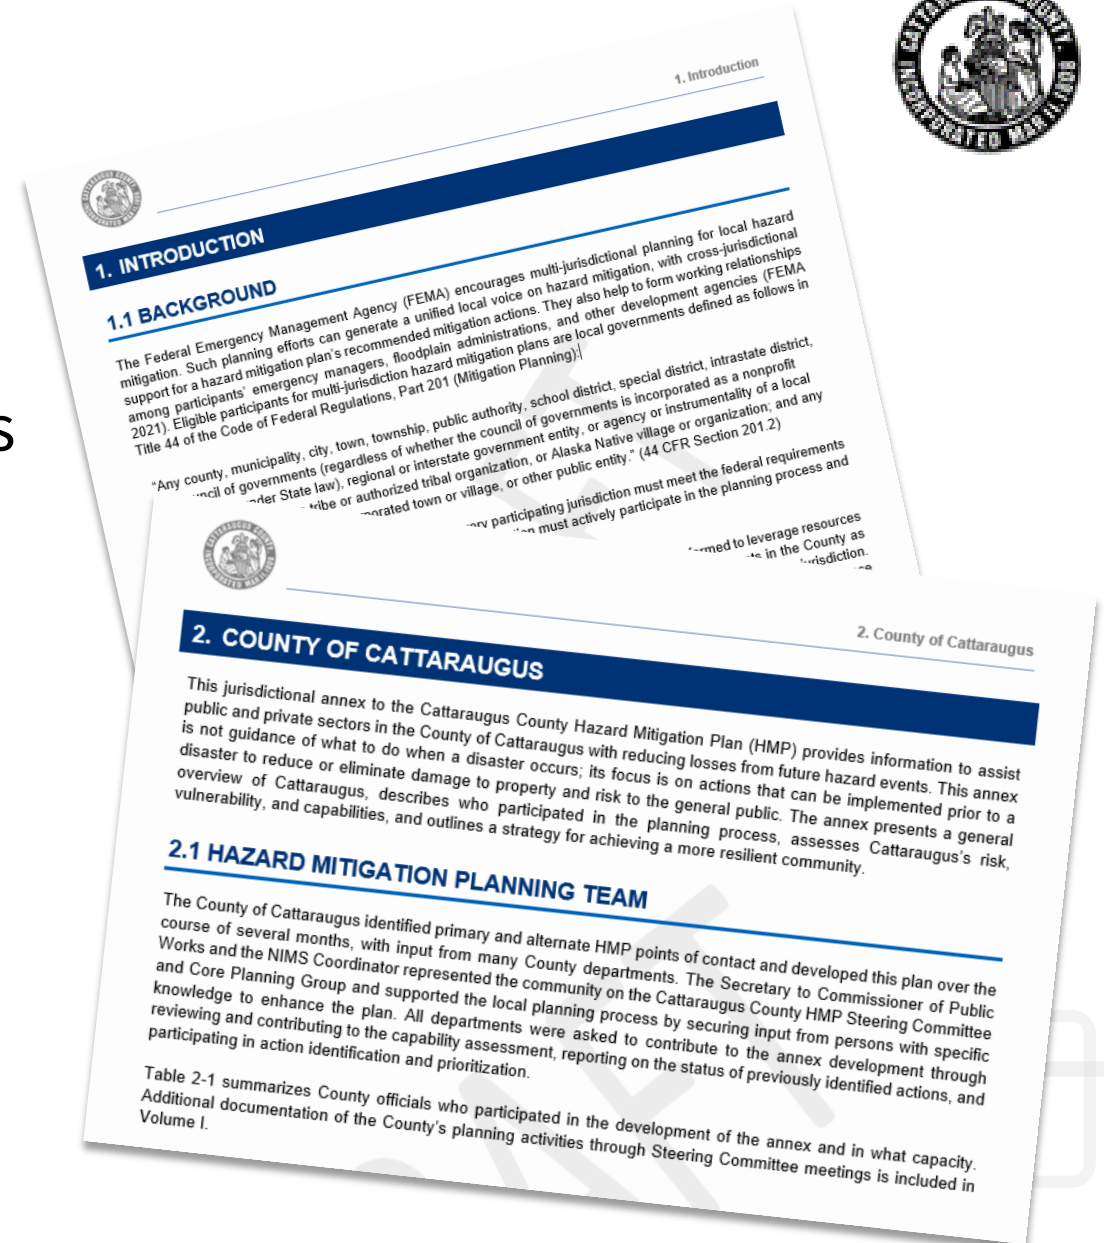 CATTARAUGUS COUNTY,
INCORPORATED MAR 11, 1808
1. Introduction
1. INTRODUCTION
1.1 BACKGROUND
The Federal Emergency Management Agency (FEMA) encourages multi-jurisdictional planning for local hazard
mitigation. Such planning efforts can generate a unified local voice on hazard mitigation, with cross-jurisdictional
support for a hazard mitigation plan's recommended mitigation actions. They also help to form working relationships
among participants' emergency managers, floodplain administrations, and other development agencies (FEMA
2021). Eligible participants for multi-jurisdiction hazard mitigation plans are local governments defined as follows in
Title 44 of the Code of Federal Regulations, Part 201 (Mitigation Planning):
"Any county, municipality, city, town, township, public authority, school district, special district, intrastate district,
of governments (regardless of whether the council of governments is incorporated as a nonprofit
State law), regional or interstate government entity, or agency or instrumentality of a local
tribe or authorized tribal organization, or Alaska Native village or organization; and any
town or village, or other public entity." (44 CFR Section 201.2)
participating jurisdiction must meet the federal requirements
must actively participate in the planning process and
to leverage resources
in the County as
s
2. County of Cattaraugus
2. COUNTY OF CATTARAUGUS
This jurisdictional annex to the Cattaraugus County Hazard Mitigation Plan (HMP) provides information to assist
public and private sectors in the County of Cattaraugus with reducing losses from future hazard events. This annex
is not guidance of what to do when a disaster occurs; its focus is on actions that can be implemented prior to a
disaster to reduce or eliminate damage to property and risk to the general public. The annex presents a general
overview of Cattaraugus, describes who participated in the planning process, assesses Cattaraugus's risk,
vulnerability, and capabilities, and outlines a strategy for achieving a more resilient community.
2.1 HAZARD MITIGATION PLANNING TEAM
The County of Cattaraugus identified primary and alternate HMP points of contact and developed this plan over the
course of several months, with input from many County departments. The Secretary to Commissioner of Public
Works and the NIMS Coordinator represented the community on the Cattaraugus County HMP Steering Committee
and Core Planning Group and supported the local planning process by securing input from persons with specific
knowledge to enhance the plan. All departments were asked to contribute to the annex development through
reviewing and contributing to the capability assessment, reporting on the status of previously identified actions, and
participating in action identification and prioritization.
Table 2-1 summarizes County officials who participated in the development of the annex and in what capacity.
Additional documentation of the County's planning activities through Steering Committee meetings is included in
Volume I.